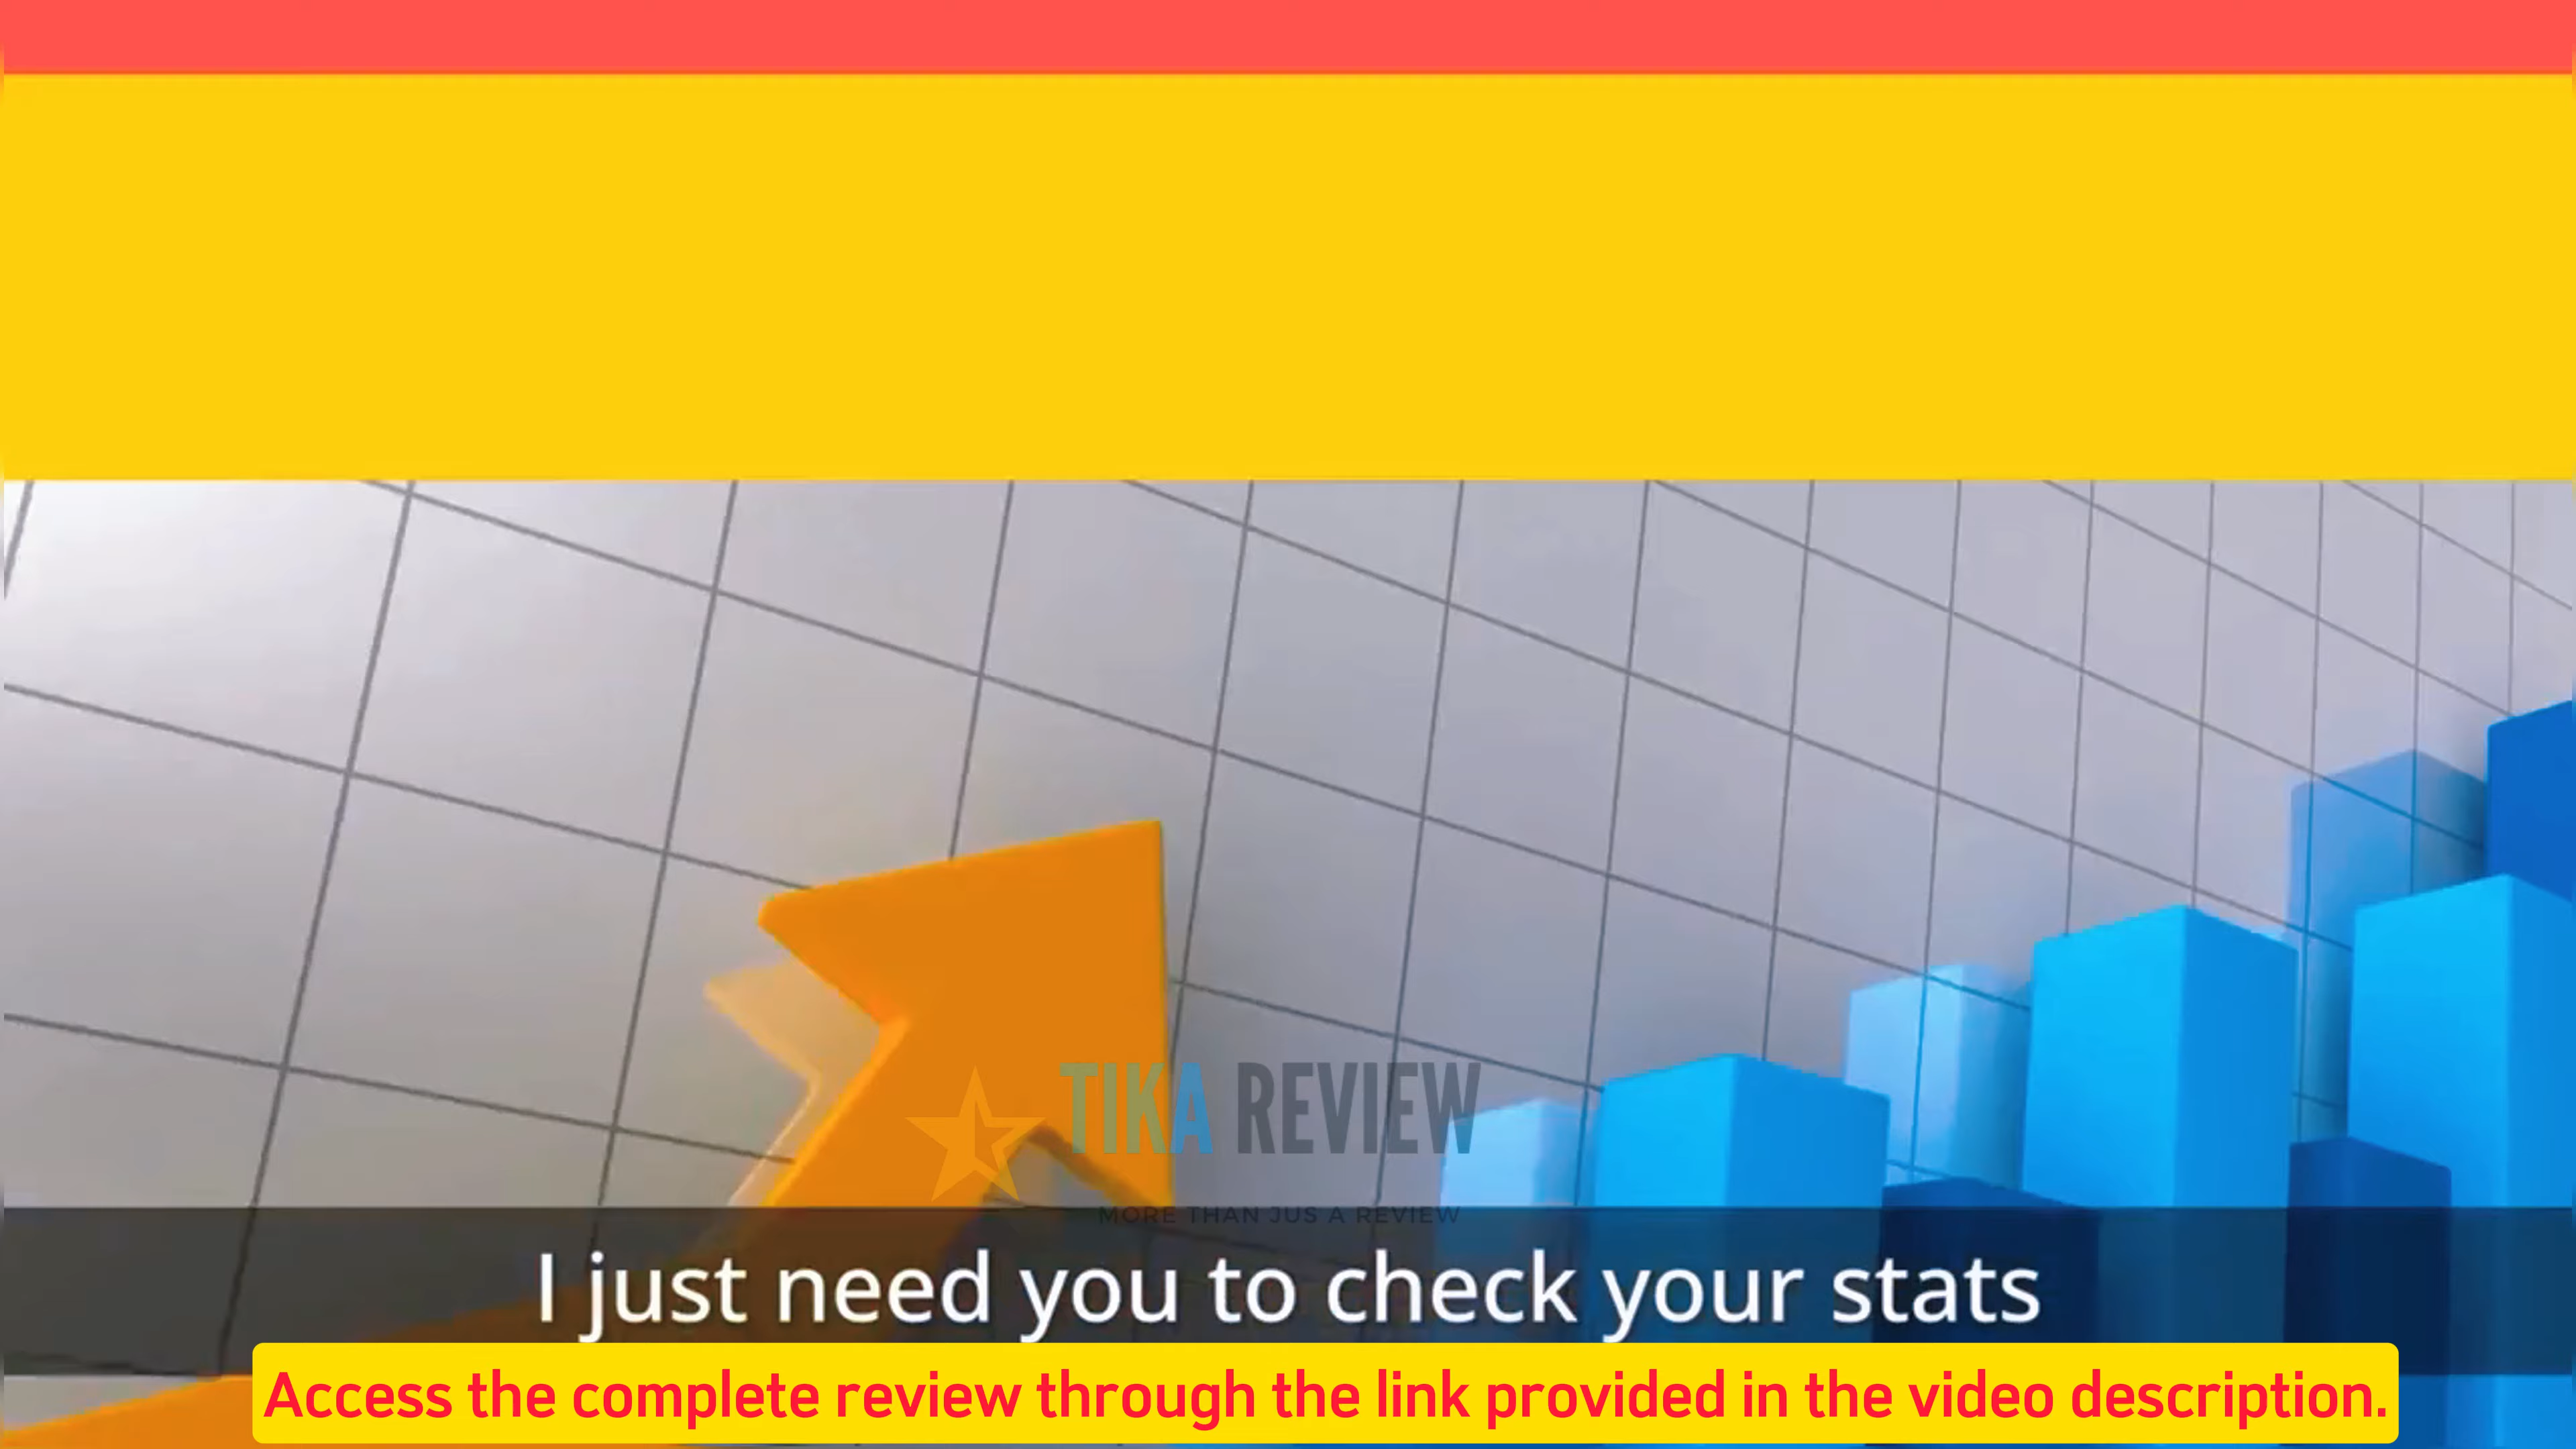 TIKA REVIEW
MORE THAN JUS A REVIEW
I just need you to check your stats
Access the complete review through the link provided in the video description.